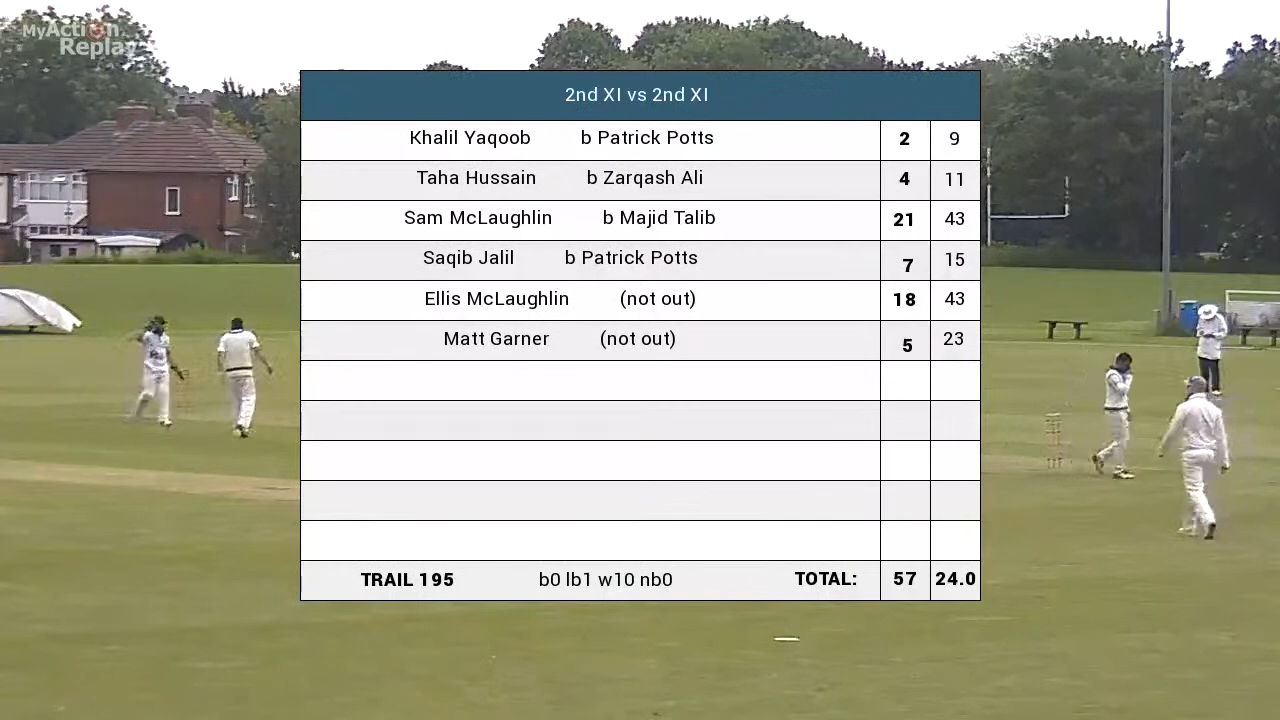 MyAction
Replay
2nd XI vs 2nd XI
Khalil Yaqoob b Patrick Potts 2 9
Taha Hussain b Zarqash Ali 4 11
Sam McLaughlin b Majid Talib 21 43
Saqib Jalil b Patrick Potts 7 15
Ellis McLaughlin (not out) 18 43
Matt Garner (not out) 5 23
TRAIL 195 b0 lb1 w10 nb0 TOTAL: 57 24.0